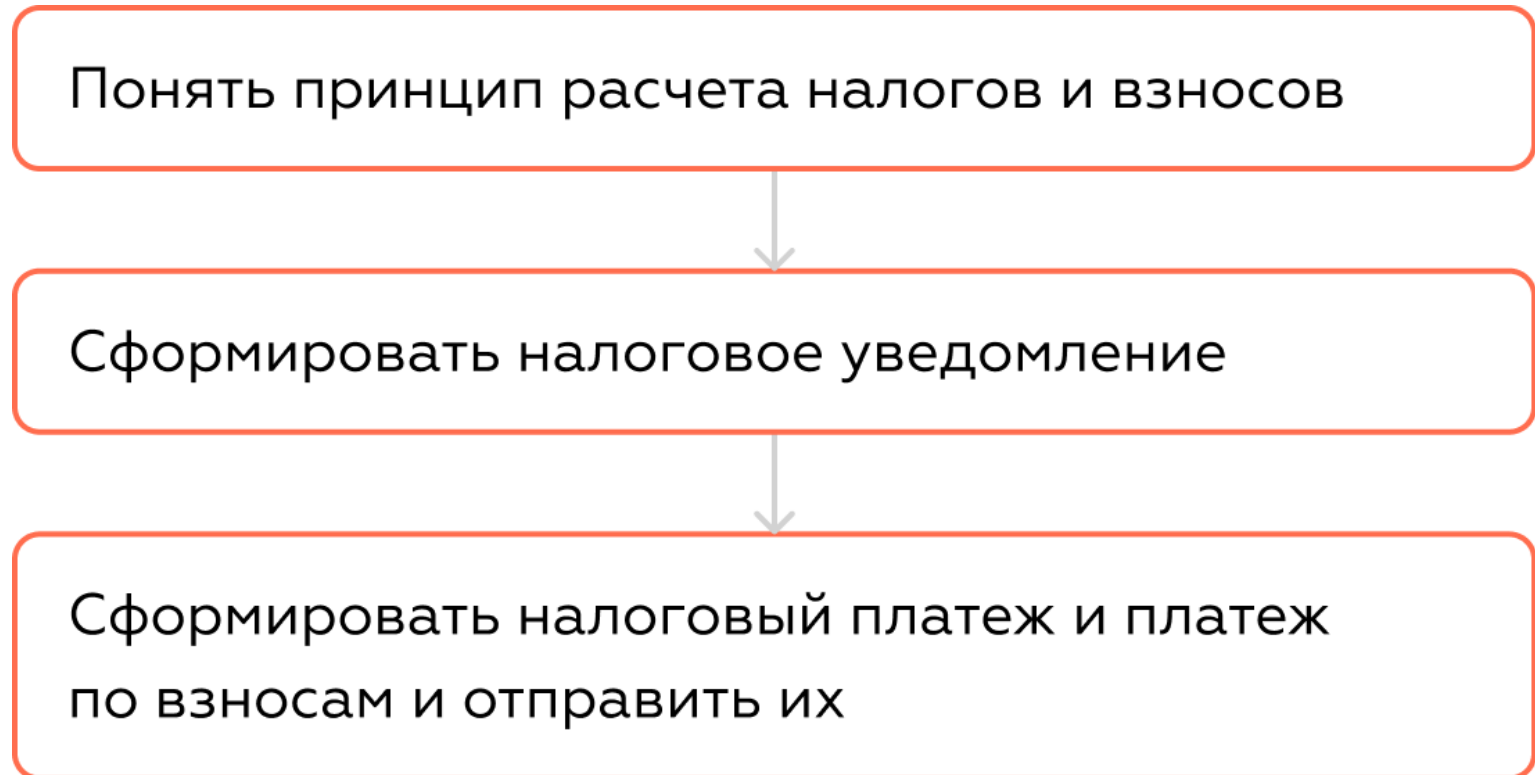 Понять принцип расчета налогов и взносов
Сформировать налоговое уведомление
Сформировать налоговый платеж и платеж
по взносам и отправить их